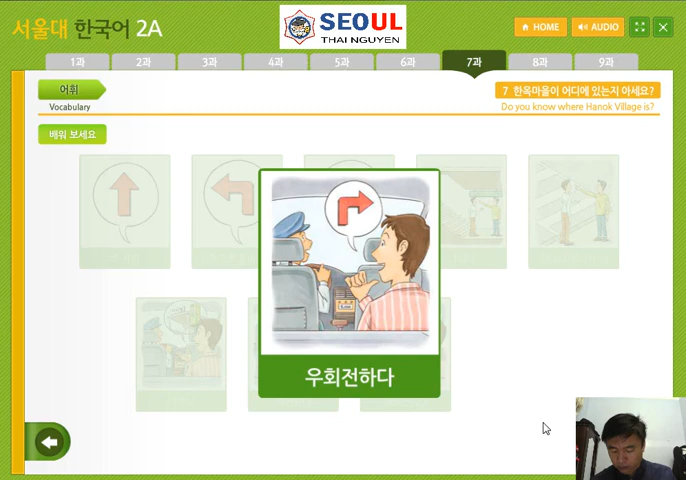 서울대 한국어 2A
SEOUL
THAI NGUYEN
HOME
AUDIO
1과
2과
3과
4과
5과
6과
7과
8과
9과
어휘
Vocabulary
7 한옥마을이 어디에 있는지 아세요?
Do you know where Hanok Village is?
배워 보세요
우회전하다